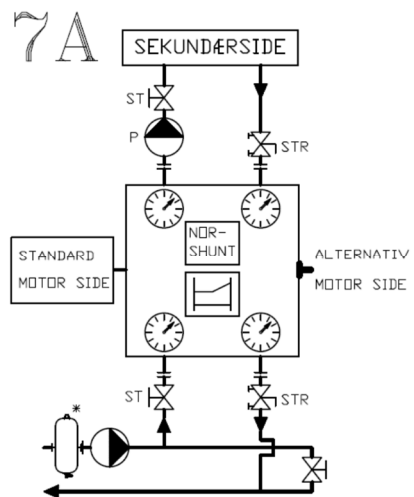 7A
SEKUNDÆRSIDE
ST
P
STR
NOR-
SHUNT
STANDARD
MOTOR SIDE
ALTERNATIV
MOTOR SIDE
ST
STR
*